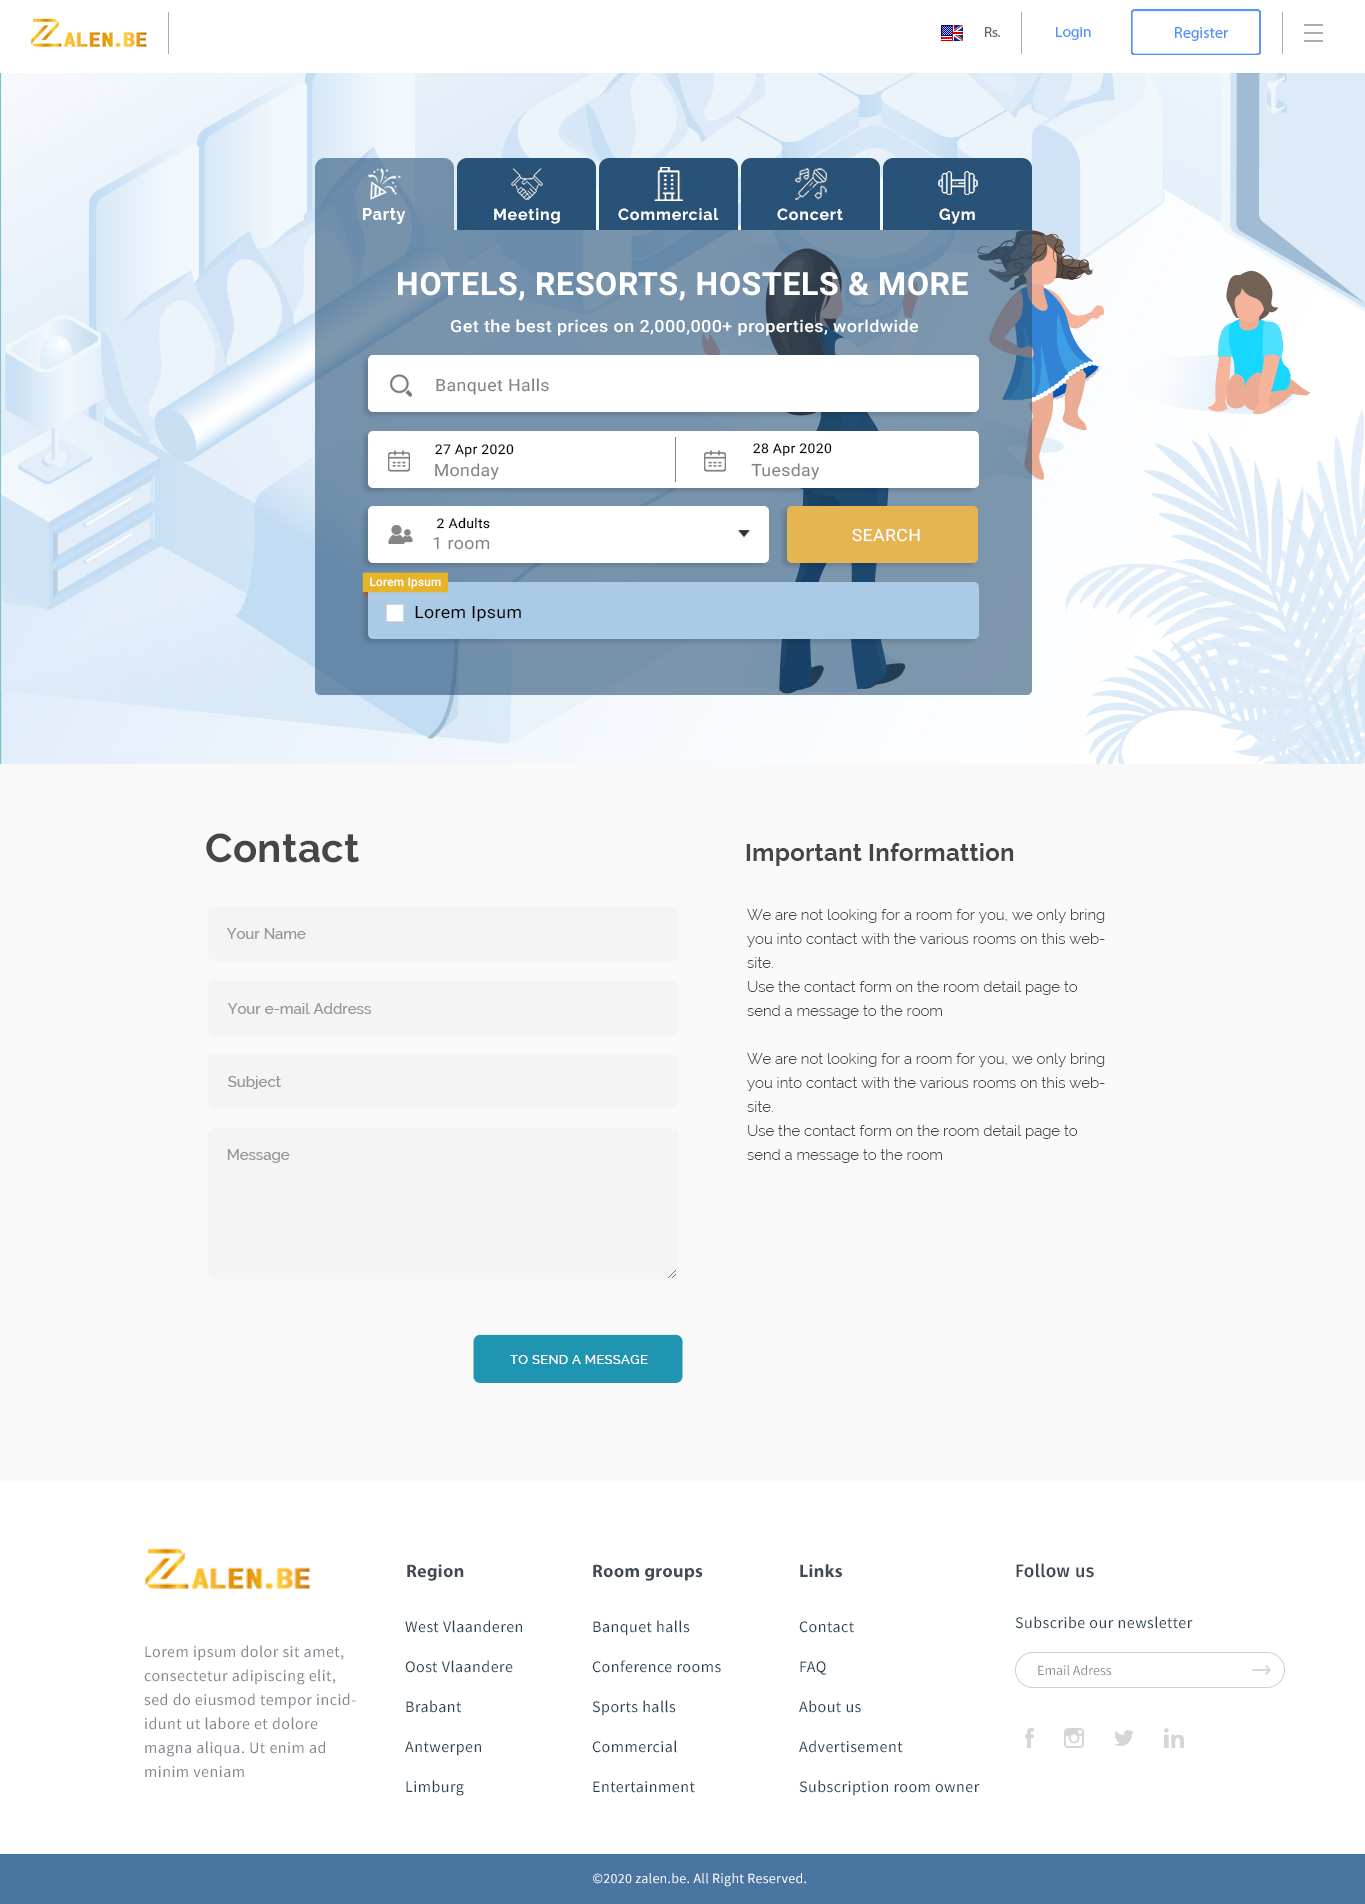 ZALEN.BE
Rs.
Login
Register
Party
Meeting
Commercial
Concert
Gym
HOTELS, RESORTS, HOSTELS & MORE
Get the best prices on 2,000,000+ properties, worldwide
Banquet Halls
27 Apr 2020
Monday
28 Apr 2020
Tuesday
2 Adults
1 room
SEARCH
Lorem Ipsum
Lorem Ipsum
Contact
Your Name
Your e-mail Address
Subject
Message
TO SEND A MESSAGE
Important Informattion
We are not looking for a room for you, we only bring
you into contact with the various rooms on this web-
site.
Use the contact form on the room detail page to
send a message to the room
We are not looking for a room for you, we only bring
you into contact with the various rooms on this web-
site.
Use the contact form on the room detail page to
send a message to the room
ZALEN.BE
Lorem ipsum dolor sit amet,
consectetur adipiscing elit,
sed do eiusmod tempor incid-
idunt ut labore et dolore
magna aliqua. Ut enim ad
minim veniam
Region
West Vlaanderen
Oost Vlaandere
Brabant
Antwerpen
Limburg
Room groups
Banquet halls
Conference rooms
Sports halls
Commercial
Entertainment
Links
Contact
FAQ
About us
Advertisement
Subscription room owner
Follow us
Subscribe our newsletter
Email Adress
©2020 zalen.be. All Right Reserved.